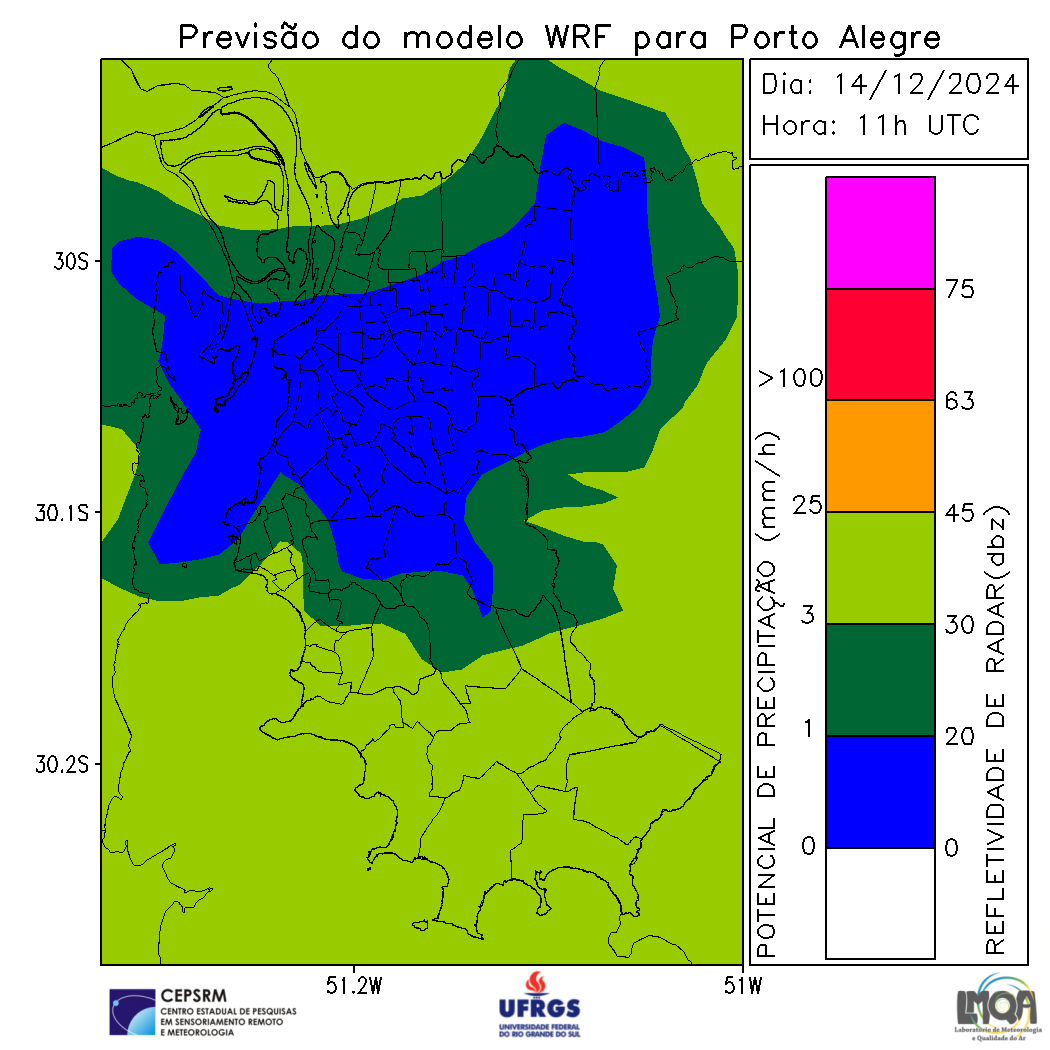 Previsão do modelo WRF para Porto Alegre
Dia: 14/12/2024
Hora: 11h UTC
30S
30.1S
30.2S
51.2W
51W
POTENCIAL DE PRECIPITAÇÃO (mm/h)
>100
25
3
1
0
75
63
45
30
20
0
REFLETIVIDADE DE RADAR(dbz)
CEPSRM
CENTRO ESTADUAL DE PESQUISAS
EM SENSORIAMENTO REMOTO
E METEOROLOGIA
UFRGS
UNIVERSIDADE FEDERAL
DO RIO GRANDE DO SUL
LMQA
Laboratório de Meteorologia
e Qualidade do Ar